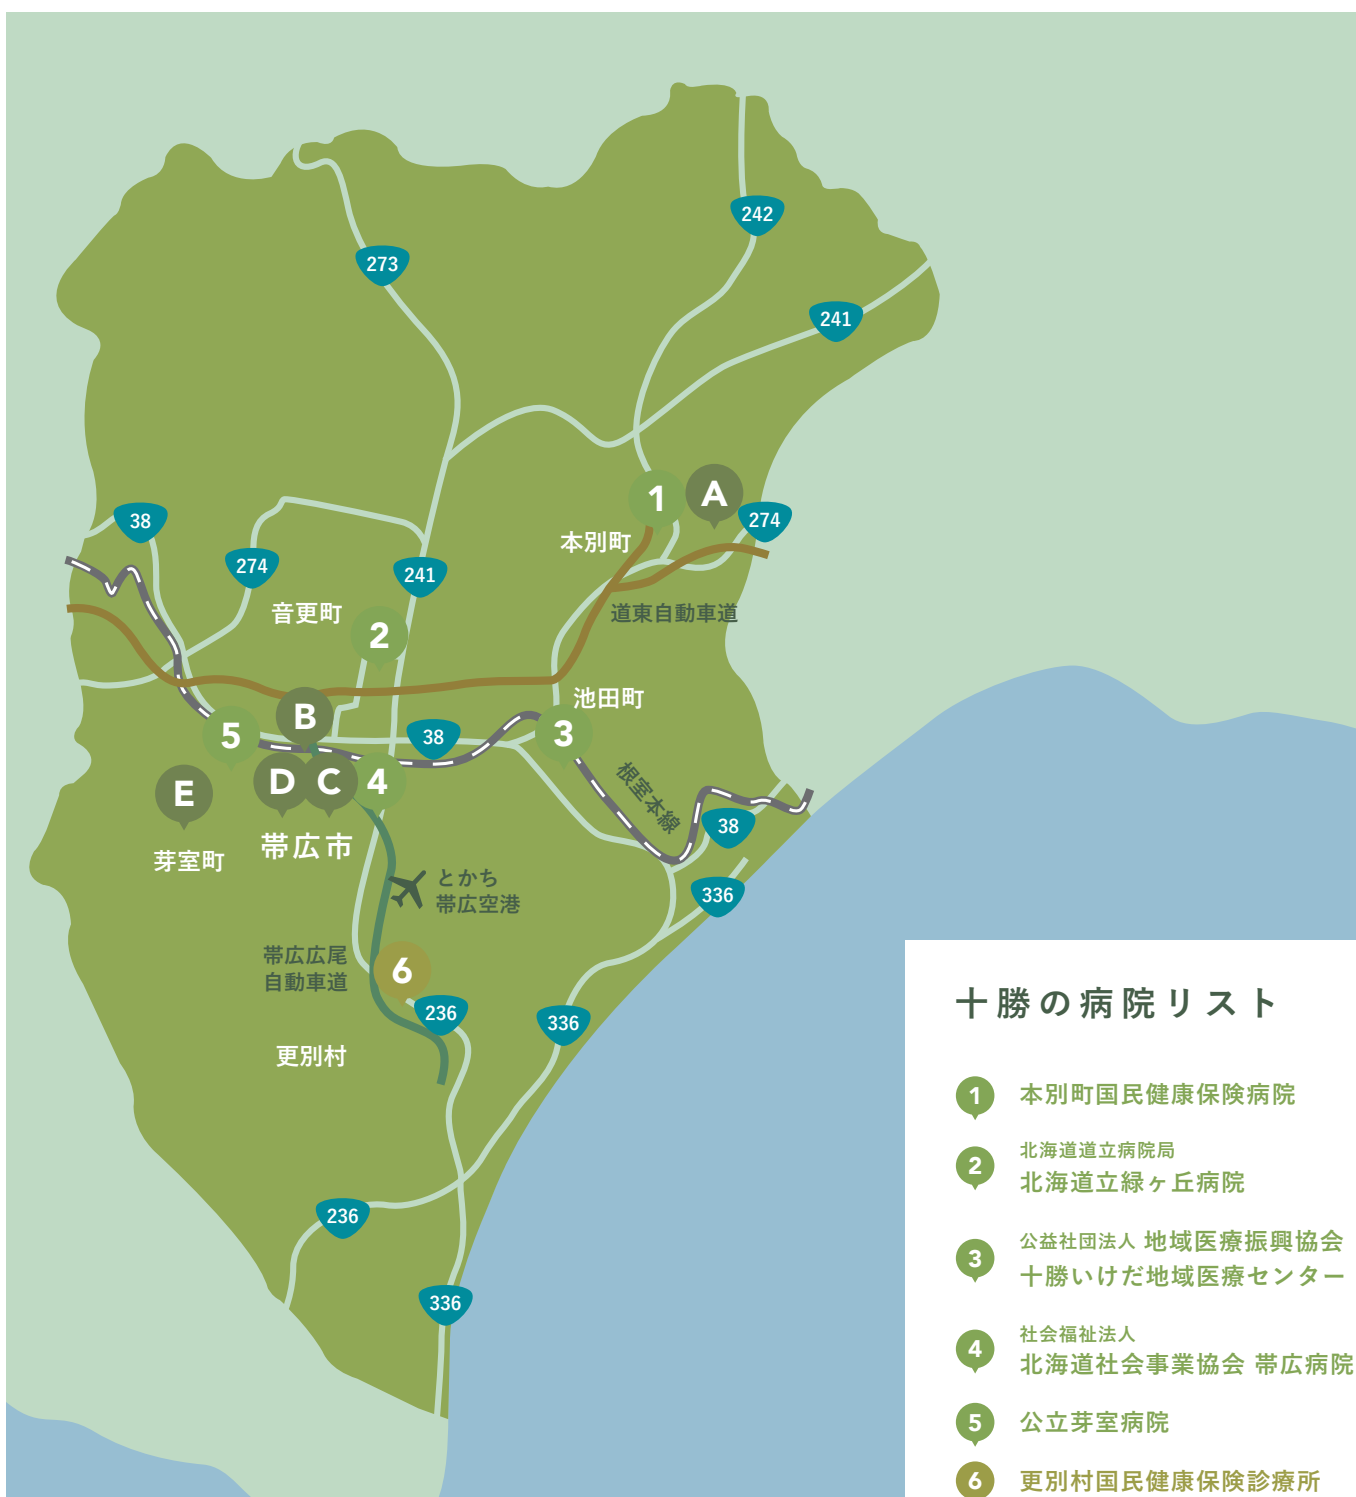 242
273
241
1
A
38
274
本別町
274
241
道東自動車道
音更町
2
池田町
B
5
3
38
E
D
C
4
根室本線
38
芽室町
帯広市
とかち
帯広空港
336
帯広広尾
自動車道
6
236
336
更別村
236
336
十勝の病院リスト
1 本別町国民健康保険病院
北海道道立病院局
2 北海道立緑ヶ丘病院
公益社団法人 地域医療振興協会
3 十勝いけだ地域医療センター
社会福祉法人
4 北海道社会事業協会 帯広病院
5 公立芽室病院
6 更別村国民健康保険診療所